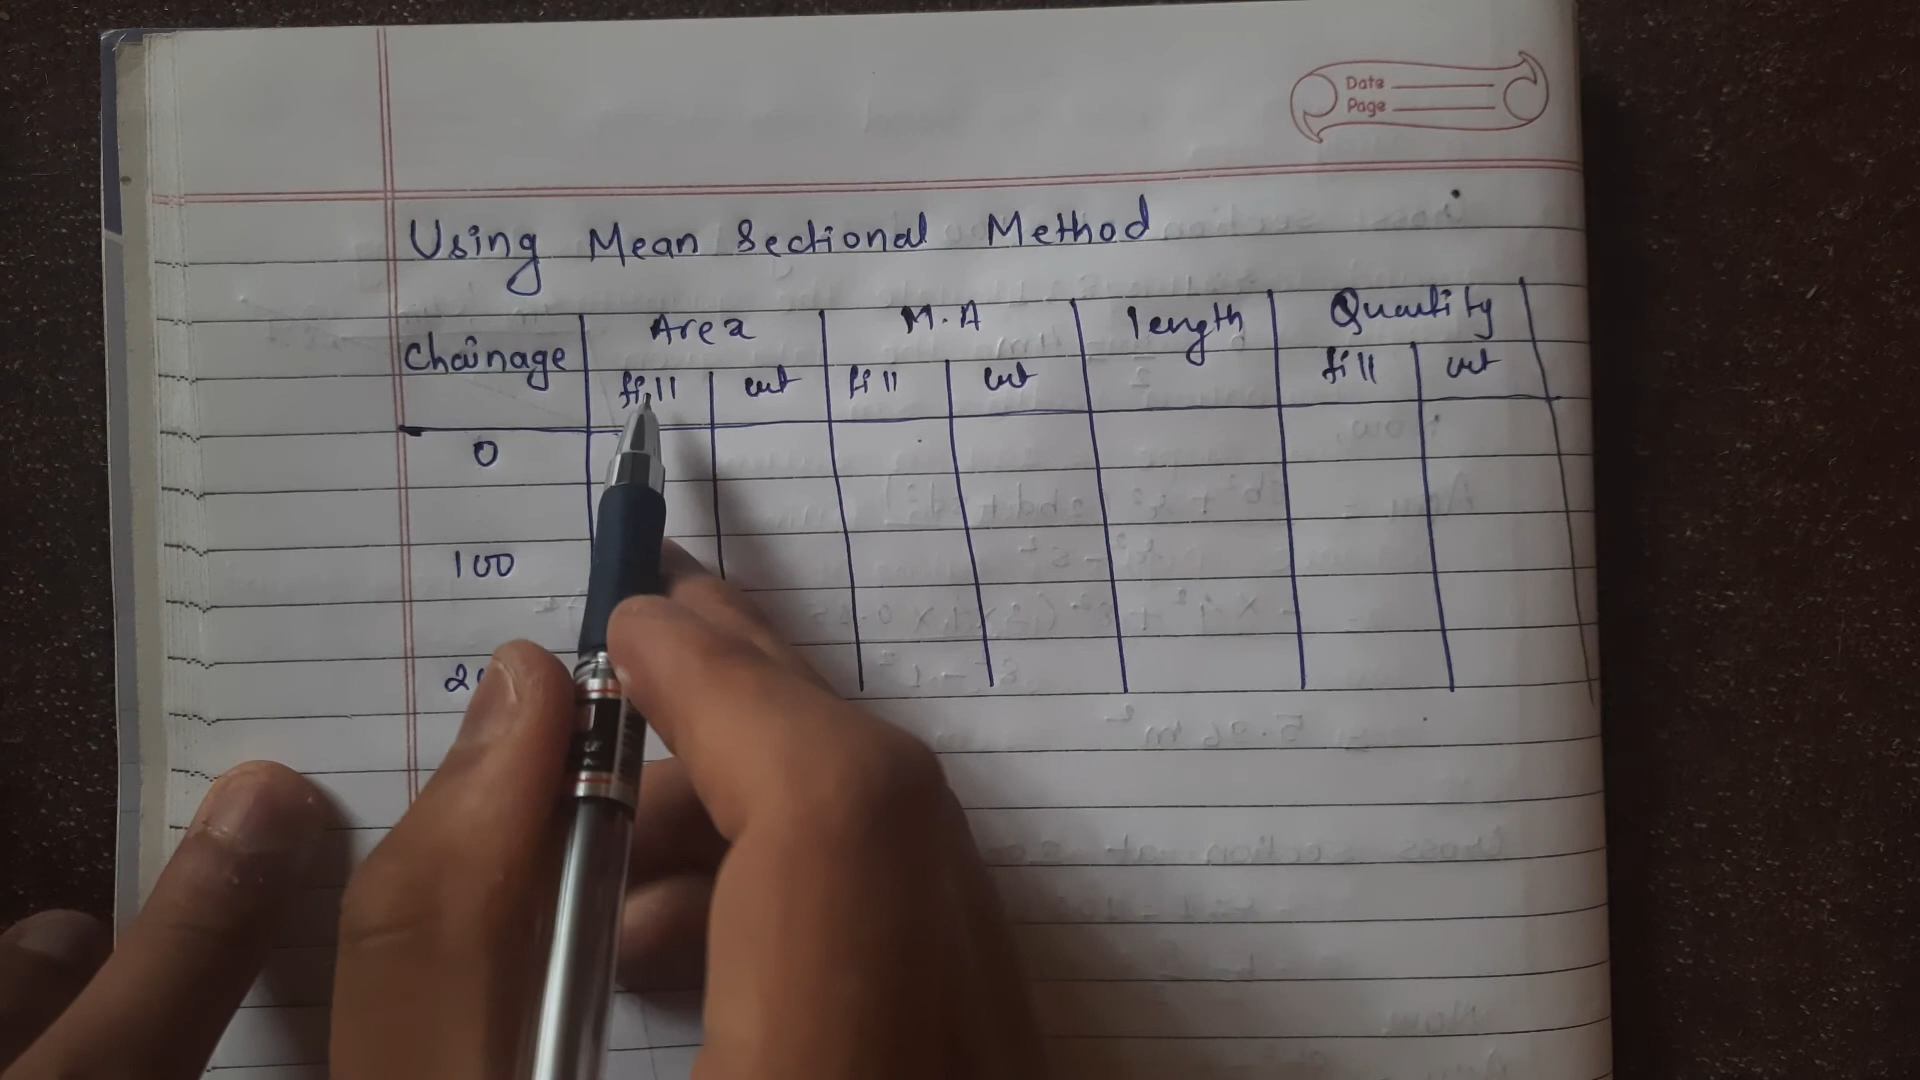 Date
Page
Using Mean Sectional Method
Chainage Area M.A length Quantity
fill cut fill cut fill cut
0
100